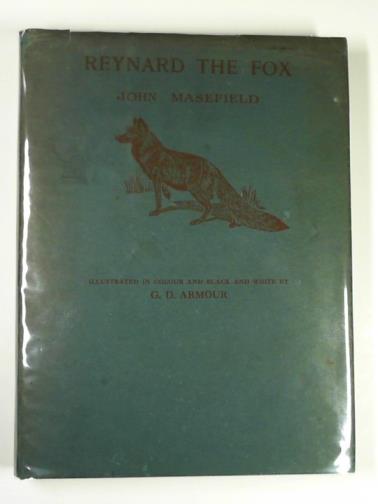 REYNARD THE FOX
JOHN MASEFIELD
ILLUSTRATED IN COLOUR AND BLACK AND WHITE BY
G. D. ARMOUR